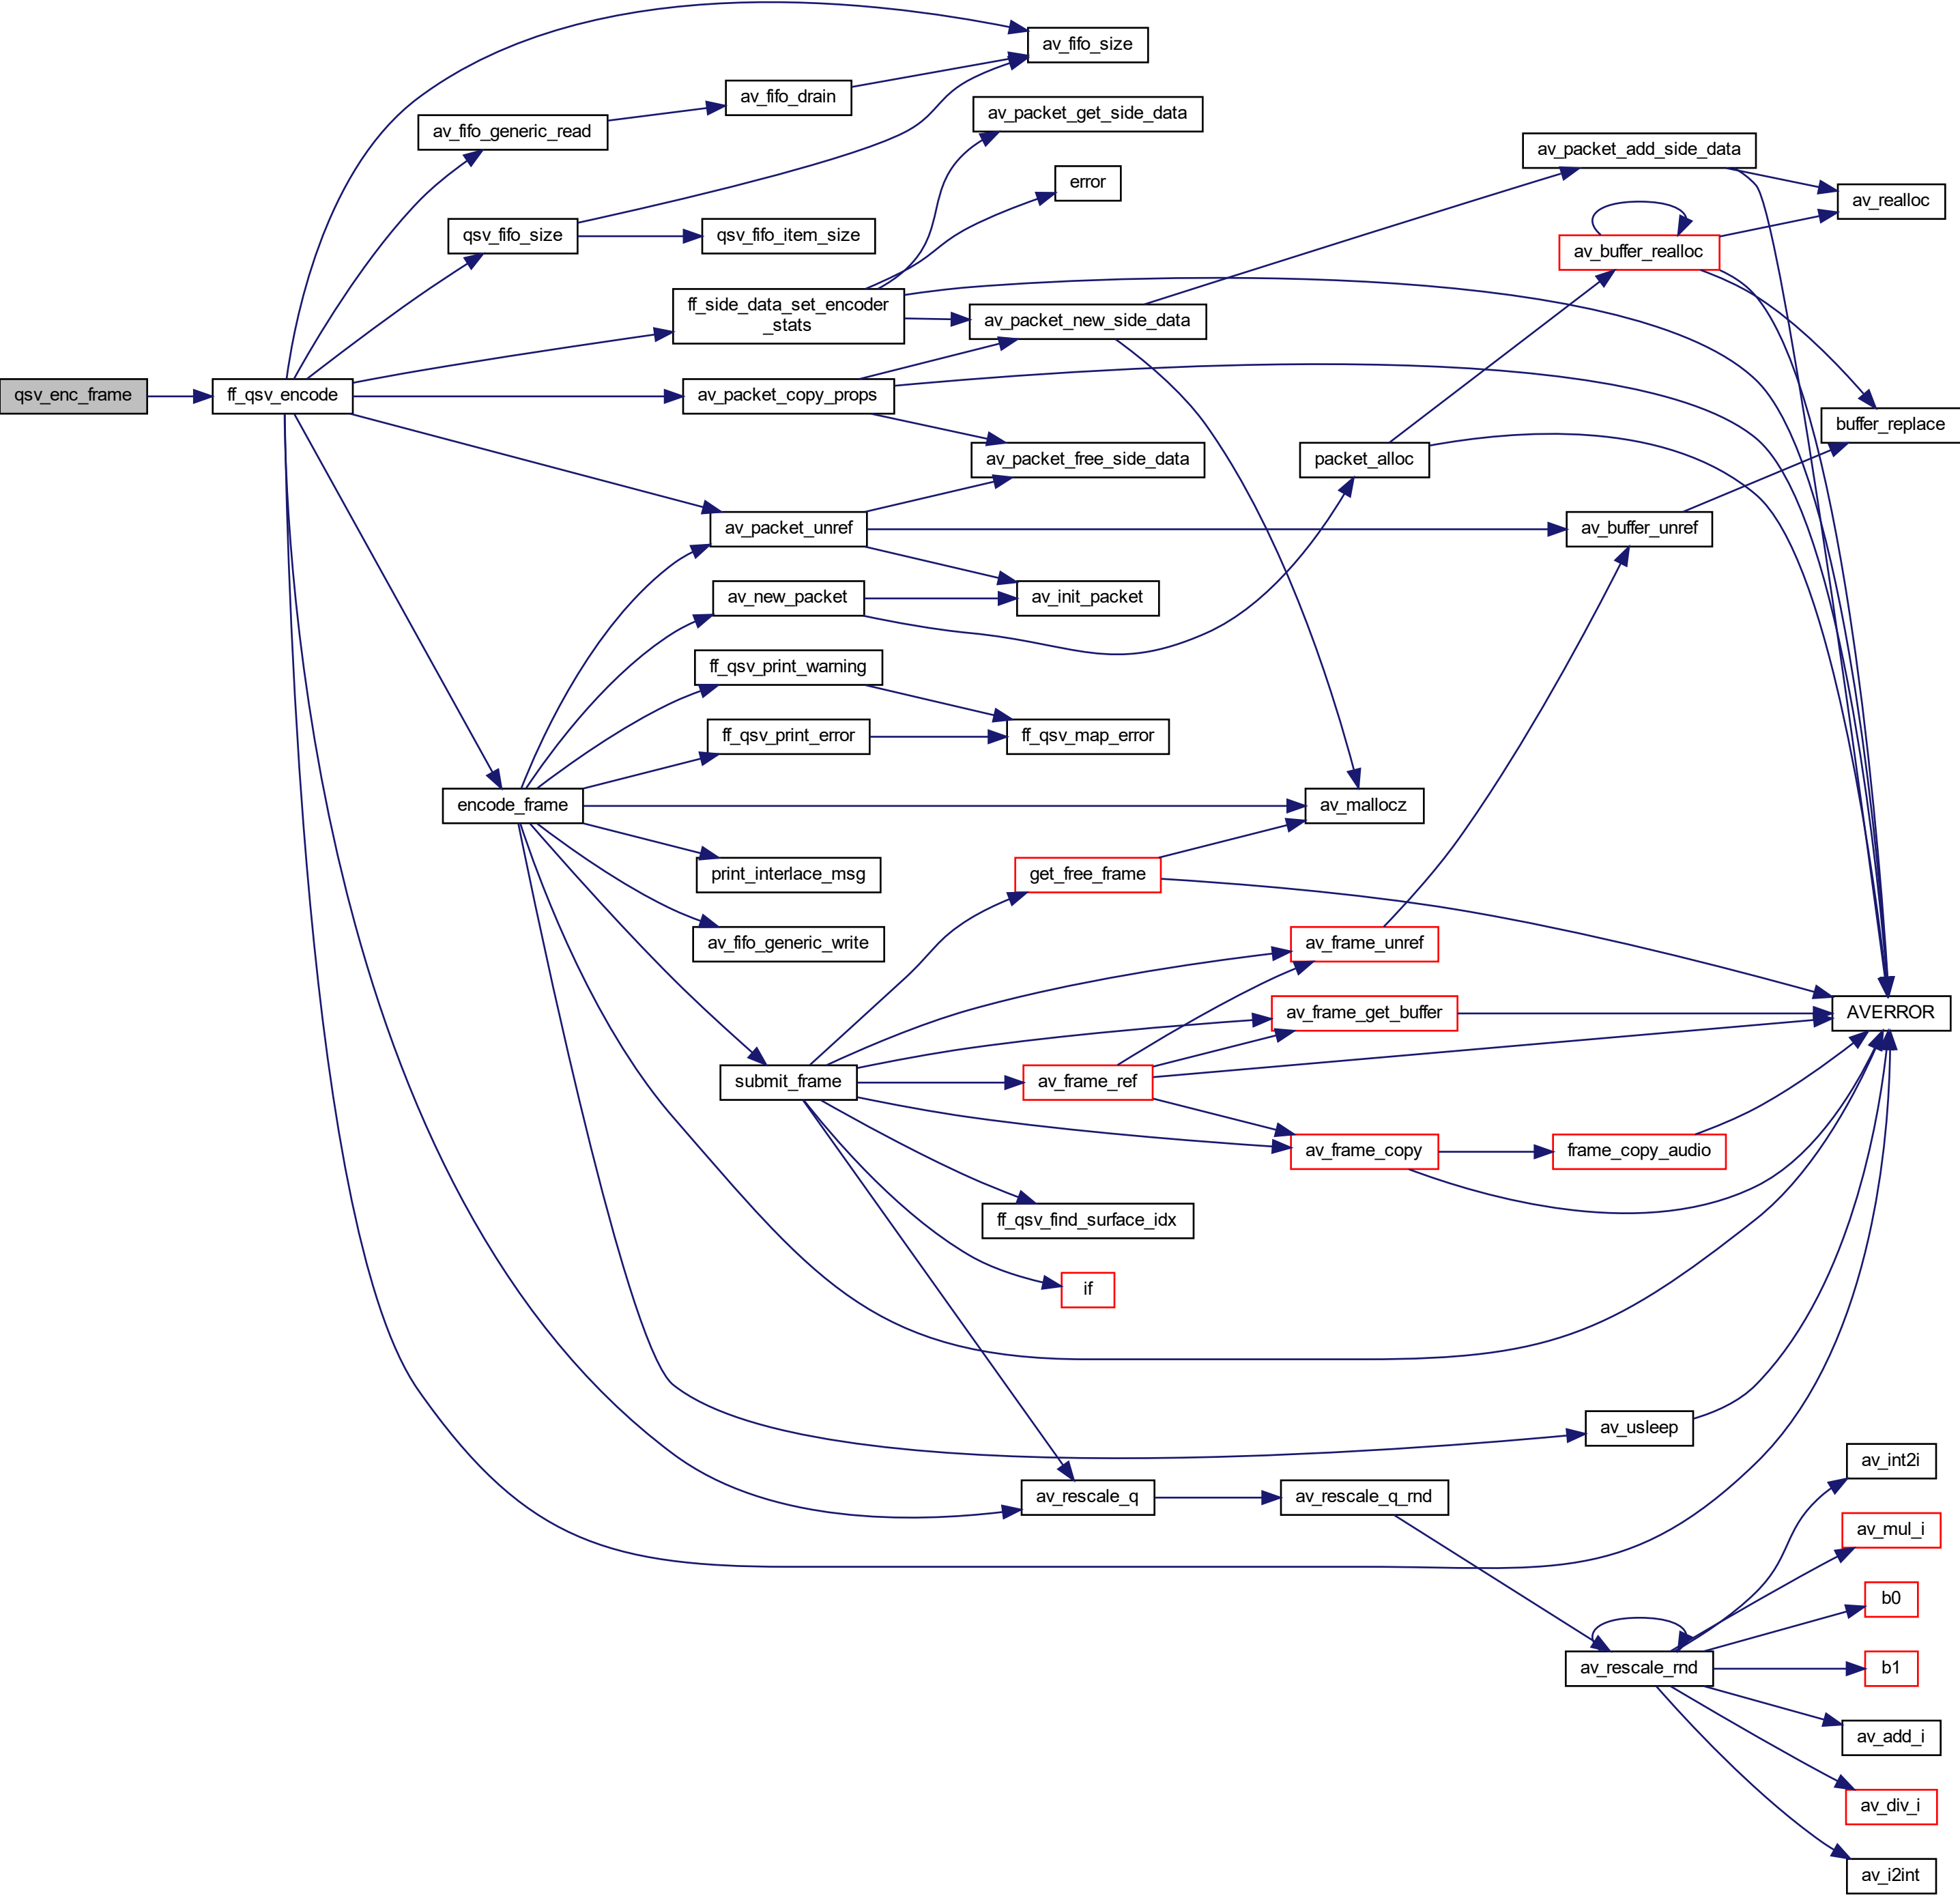 av_fifo_size
av_fifo_drain
av_packet_get_side_data
av_fifo_generic_read
av_packet_add_side_data
error
av_realloc
qsv_fifo_size
qsv_fifo_item_size
av_buffer_realloc
ff_side_data_set_encoder
_stats
av_packet_new_side_data
qsv_enc_frame
ff_qsv_encode
av_packet_copy_props
buffer_replace
av_packet_free_side_data
packet_alloc
av_packet_unref
av_buffer_unref
av_new_packet
av_init_packet
ff_qsv_print_warning
ff_qsv_print_error
ff_qsv_map_error
encode_frame
av_mallocz
print_interlace_msg
get_free_frame
av_fifo_generic_write
av_frame_unref
av_frame_get_buffer
AVERROR
submit_frame
av_frame_ref
av_frame_copy
frame_copy_audio
ff_qsv_find_surface_idx
if
av_usleep
av_int2i
av_rescale_q
av_rescale_q_rnd
av_mul_i
b0
av_rescale_rnd
b1
av_add_i
av_div_i
av_i2int